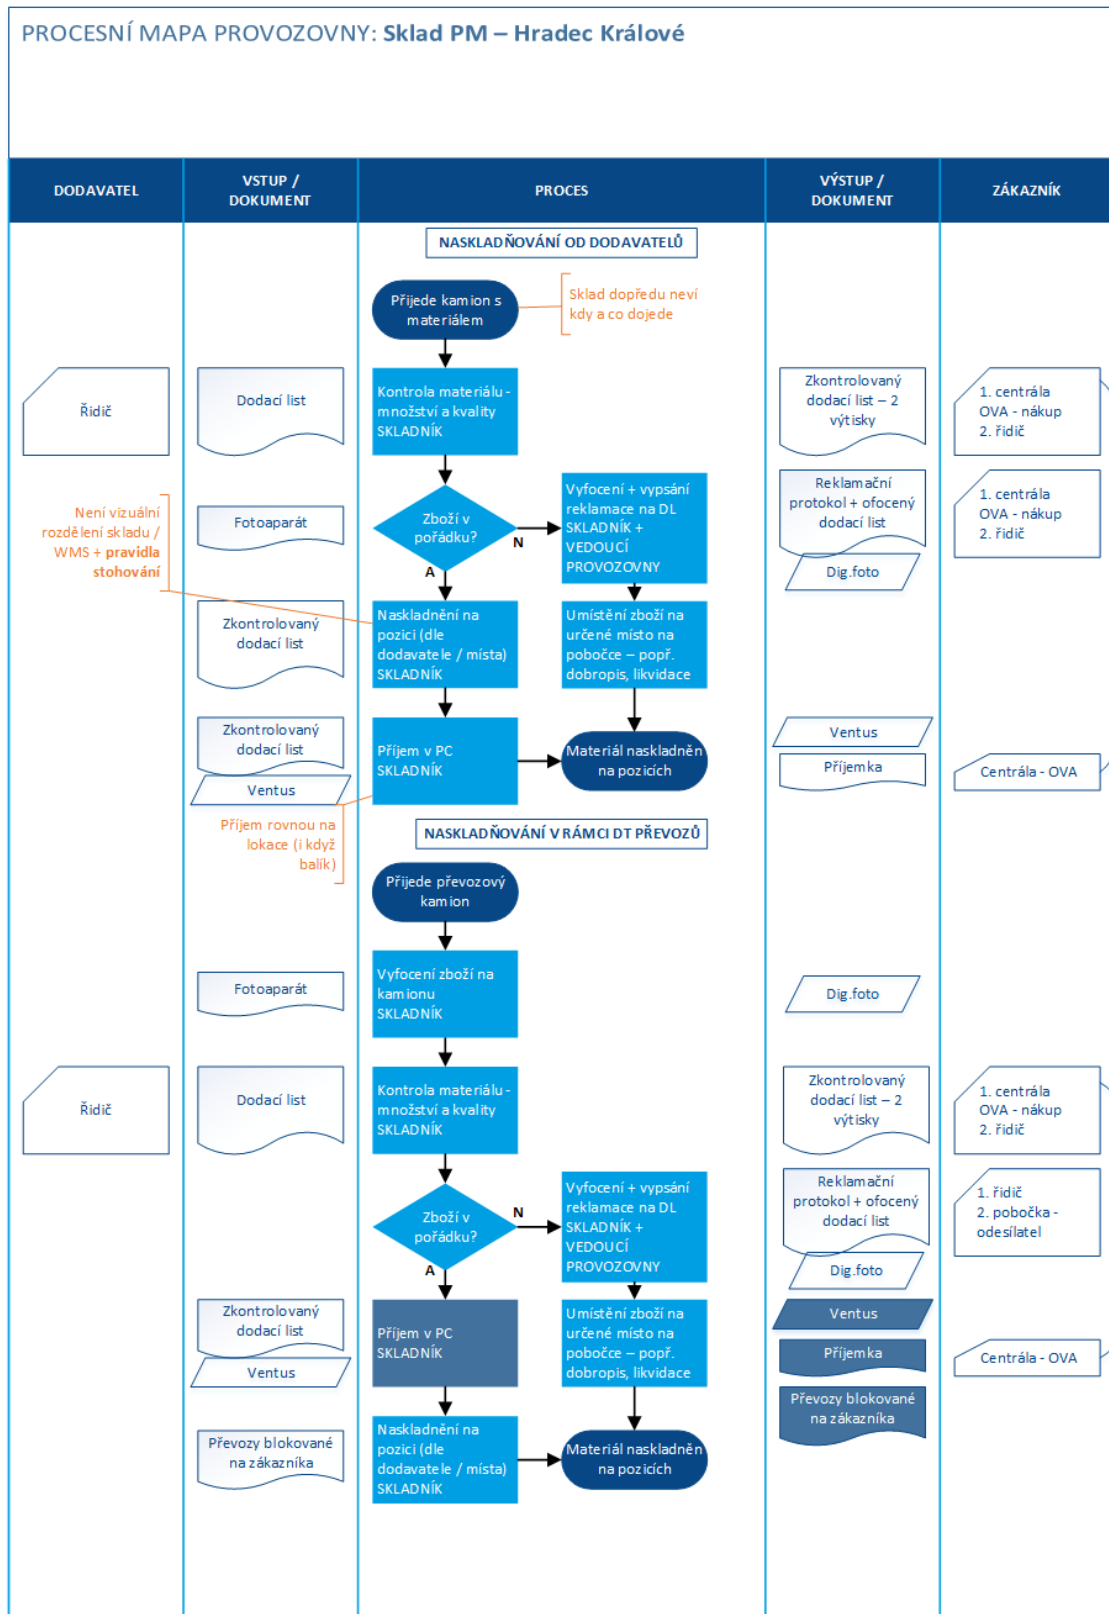 PROCESNÍ MAPA PROVOZOVNY: Sklad PM – Hradec Králové
DODAVATEL
VSTUP /
DOKUMENT
PROCES
VÝSTUP /
DOKUMENT
ZÁKAZNÍK
NASKLADŇOVÁNÍ OD DODAVATELŮ
Přijede kamion s
materiálem
Sklad dopředu neví
kdy a co dojede
Řidič
Dodací list
Kontrola materiálu -
množství a kvality
SKLADNÍK
Zkontrolovaný
dodací list – 2
výtisky
1. centrála
OVA - nákup
2. řidič
Není vizuální
rozdělení skladu /
WMS + pravidla
stohování
Fotoaparát
Zboží v
pořádku?
N
A
Vyfocení + vypsání
reklamace na DL
SKLADNÍK +
VEDOUCÍ
PROVOZOVNY
Reklamační
protokol + ofocený
dodací list
Dig.foto
1. centrála
OVA - nákup
2. řidič
Zkontrolovaný
dodací list
Naskladnění na
pozici (dle
dodavatele / místa)
SKLADNÍK
Umístění zboží na
určené místo na
pobočce – popř.
dobropis, likvidace
Zkontrolovaný
dodací list
Ventus
Příjem v PC
SKLADNÍK
Materiál naskladněn
na pozicích
Ventus
Příjemka
Centrála - OVA
Příjem rovnou na
lokace (i když
balík)
NASKLADŇOVÁNÍ V RÁMCI DT PŘEVOZŮ
Přijede převozový
kamion
Fotoaparát
Vyfocení zboží na
kamionu
SKLADNÍK
Dig.foto
Řidič
Dodací list
Kontrola materiálu -
množství a kvality
SKLADNÍK
Zkontrolovaný
dodací list – 2
výtisky
1. centrála
OVA - nákup
2. řidič
Zboží v
pořádku?
N
A
Vyfocení + vypsání
reklamace na DL
SKLADNÍK +
VEDOUCÍ
PROVOZOVNY
Reklamační
protokol + ofocený
dodací list
Dig.foto
1. řidič
2. pobočka -
odesílatel
Zkontrolovaný
dodací list
Ventus
Příjem v PC
SKLADNÍK
Umístění zboží na
určené místo na
pobočce – popř.
dobropis, likvidace
Ventus
Příjemka
Centrála - OVA
Převozy blokované
na zákazníka
Převozy blokované
na zákazníka
Naskladnění na
pozici (dle
dodavatele / místa)
SKLADNÍK
Materiál naskladněn
na pozicích